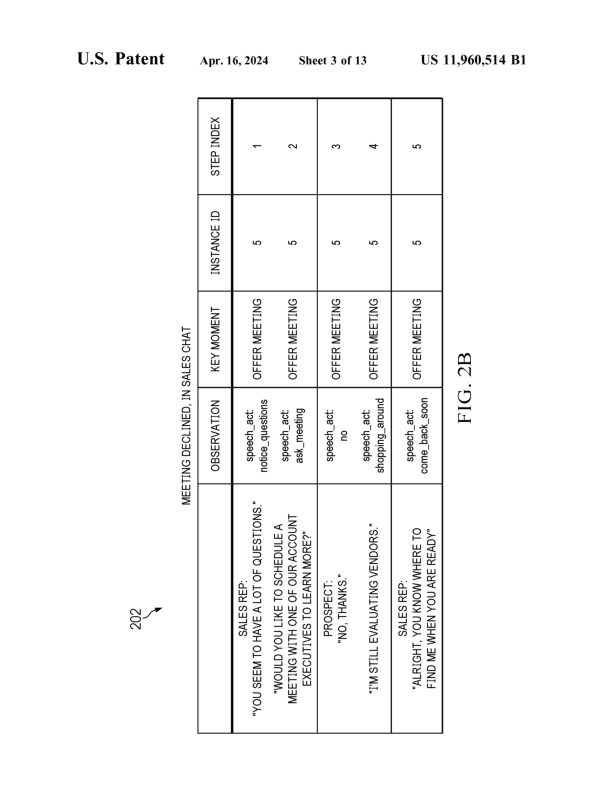 U.S. Patent Apr. 16, 2024 Sheet 3 of 13 US 11,960,514 B1
202
MEETING DECLINED, IN SALES CHAT
OBSERVATION KEY MOMENT INSTANCE ID STEP INDEX
SALES REP:
"YOU SEEM TO HAVE A LOT OF QUESTIONS."
speech_act:
notice_questions
OFFER MEETING 5 1
"WOULD YOU LIKE TO SCHEDULE A
MEETING WITH ONE OF OUR ACCOUNT
EXECUTIVES TO LEARN MORE?"
speech_act:
ask_meeting
OFFER MEETING 5 2
PROSPECT:
"NO, THANKS."
speech_act:
no
OFFER MEETING 5 3
"I'M STILL EVALUATING VENDORS."
speech_act:
shopping_around
OFFER MEETING 5 4
SALES REP:
"ALRIGHT, YOU KNOW WHERE TO
FIND ME WHEN YOU ARE READY"
speech_act:
come_back_soon
OFFER MEETING 5 5
FIG. 2B